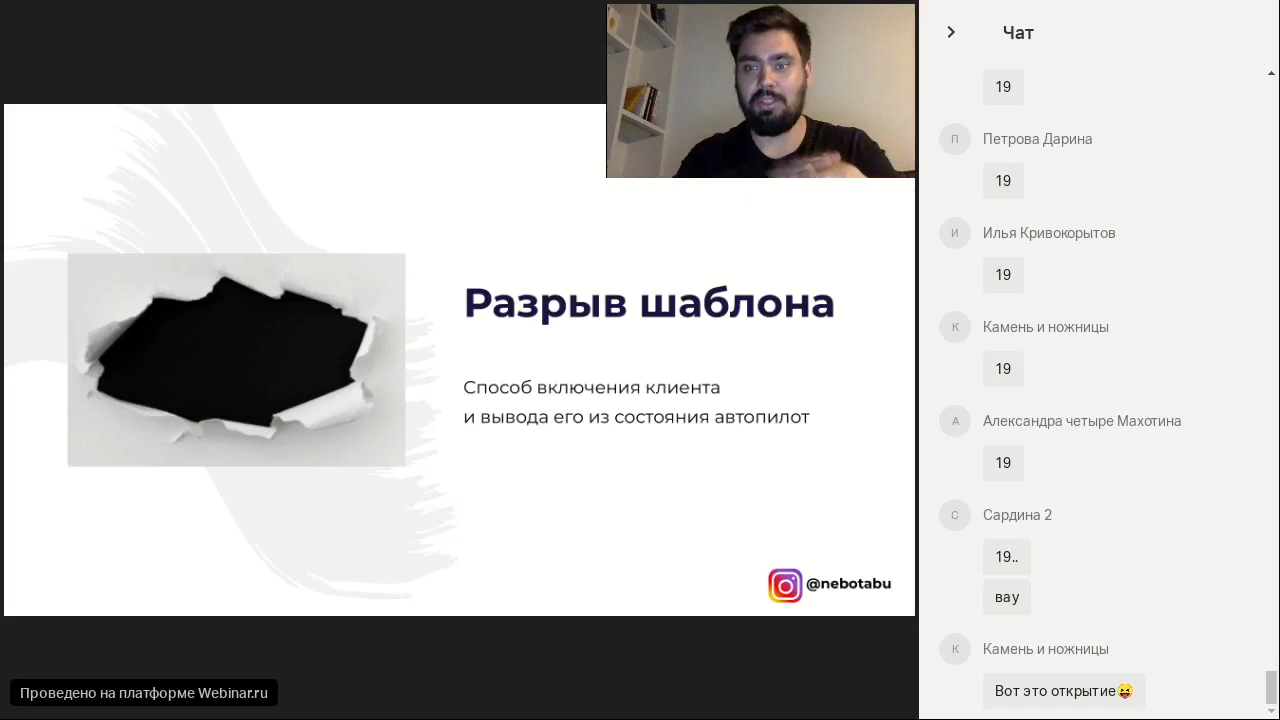 Разрыв шаблона
Способ включения клиента
и вывода его из состояния автопилот
@nebotabu
Проведено на платформе Webinar.ru
Чат
19
П
Петрова Дарина
19
И
Илья Кривокорытов
19
К
Камень и ножницы
19
А
Александра четыре Махотина
19
С
Сардина 2
19..
вау
К
Камень и ножницы
Вот это открытие😝